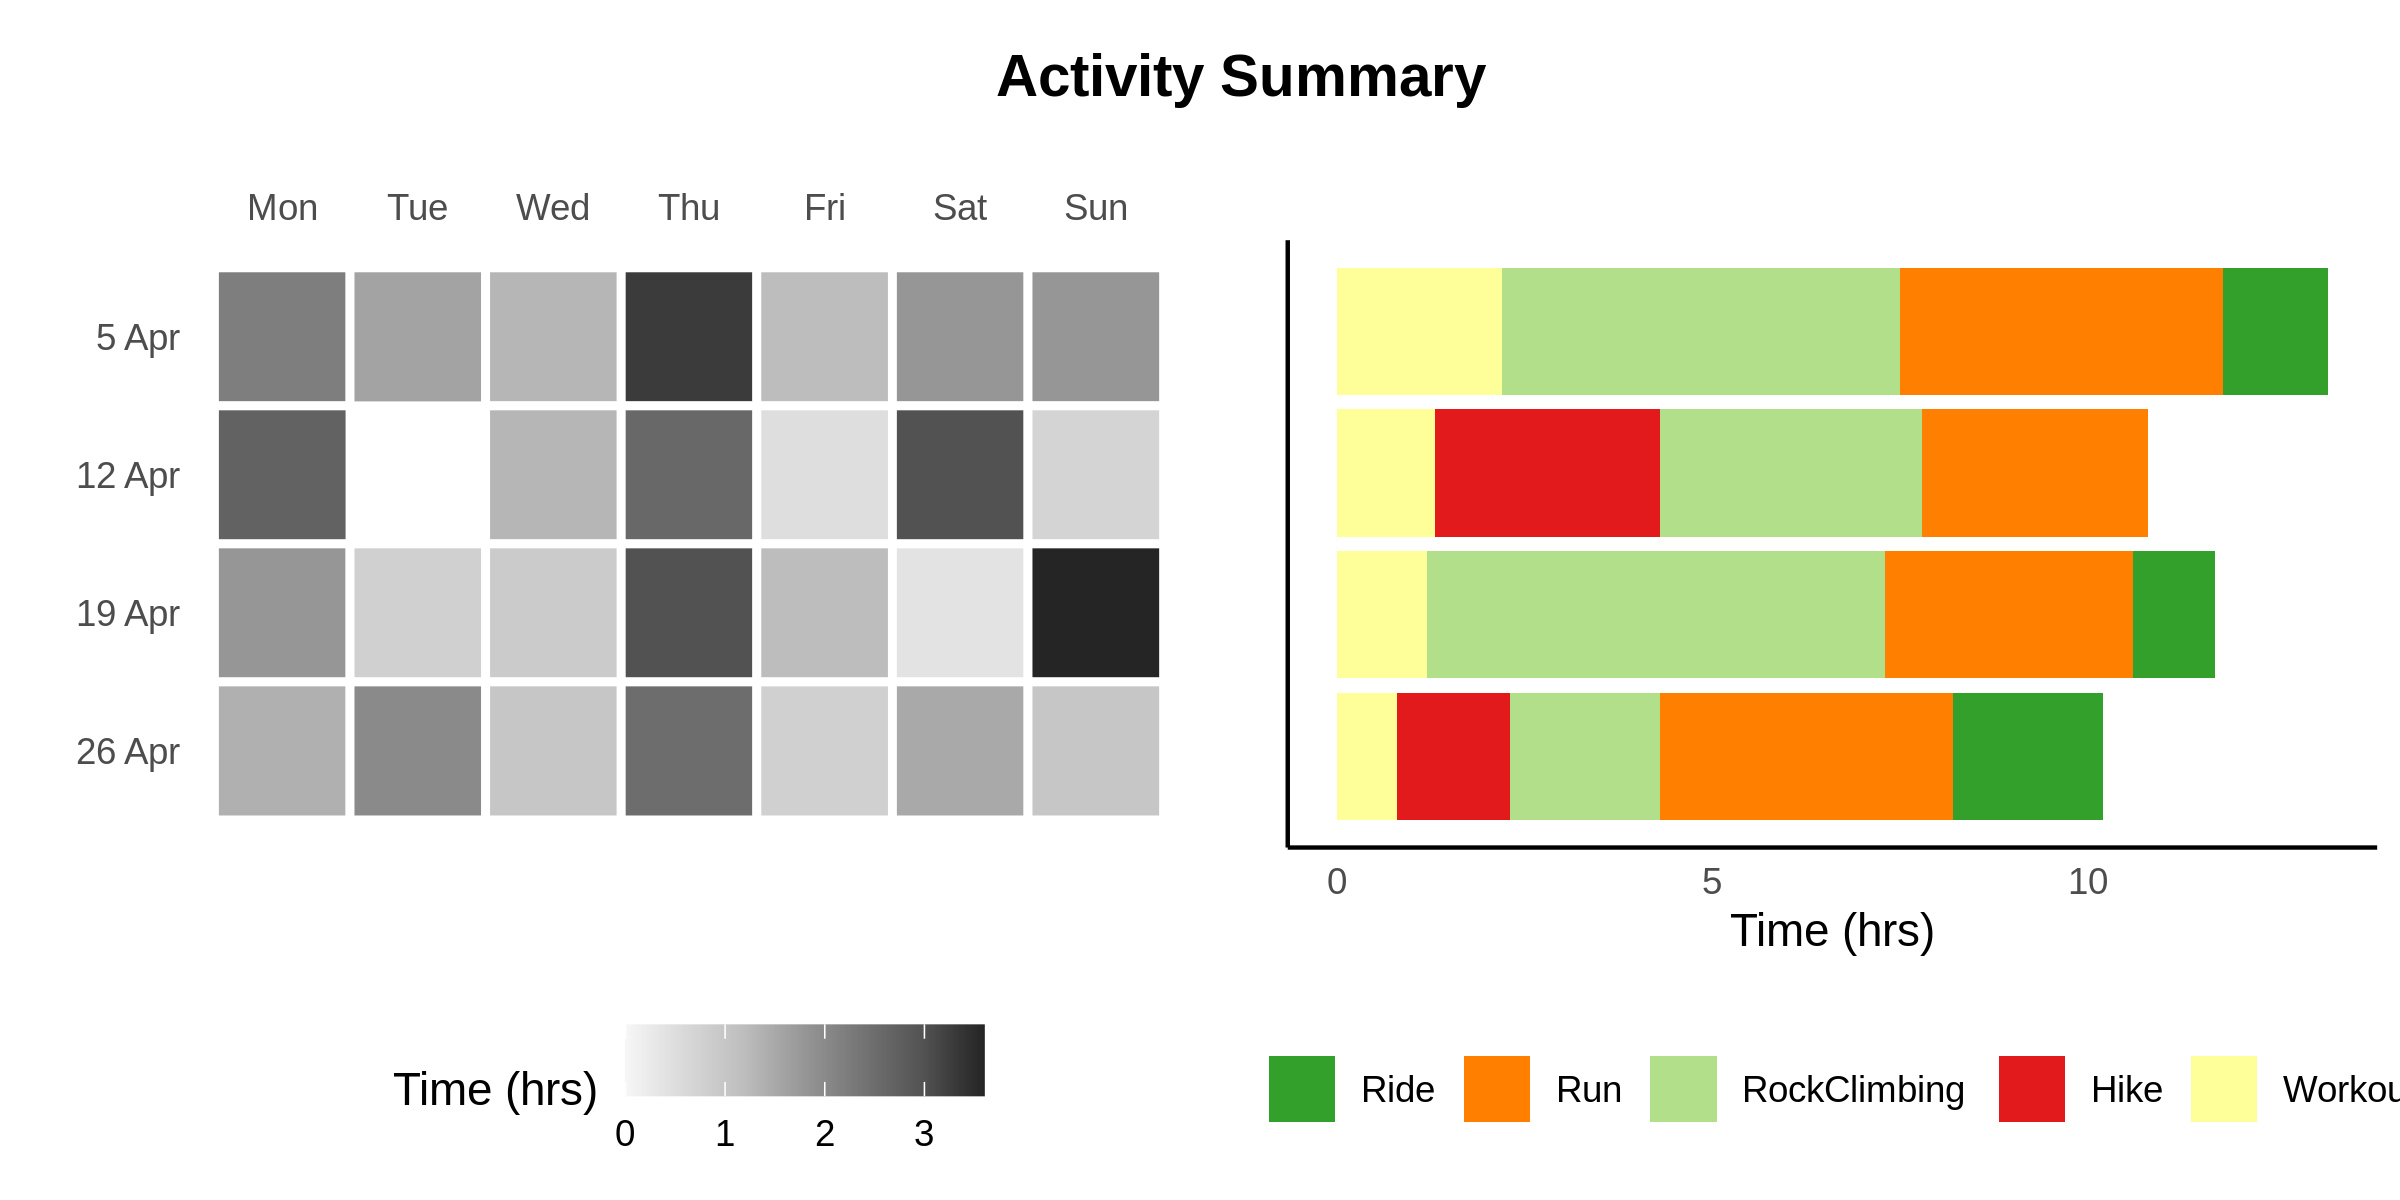 Activity Summary
Mon Tue Wed Thu Fri Sat Sun
5 Apr
12 Apr
19 Apr
26 Apr
0 5 10
Time (hrs)
Time (hrs)
0 1 2 3
Ride Run RockClimbing Hike Workou